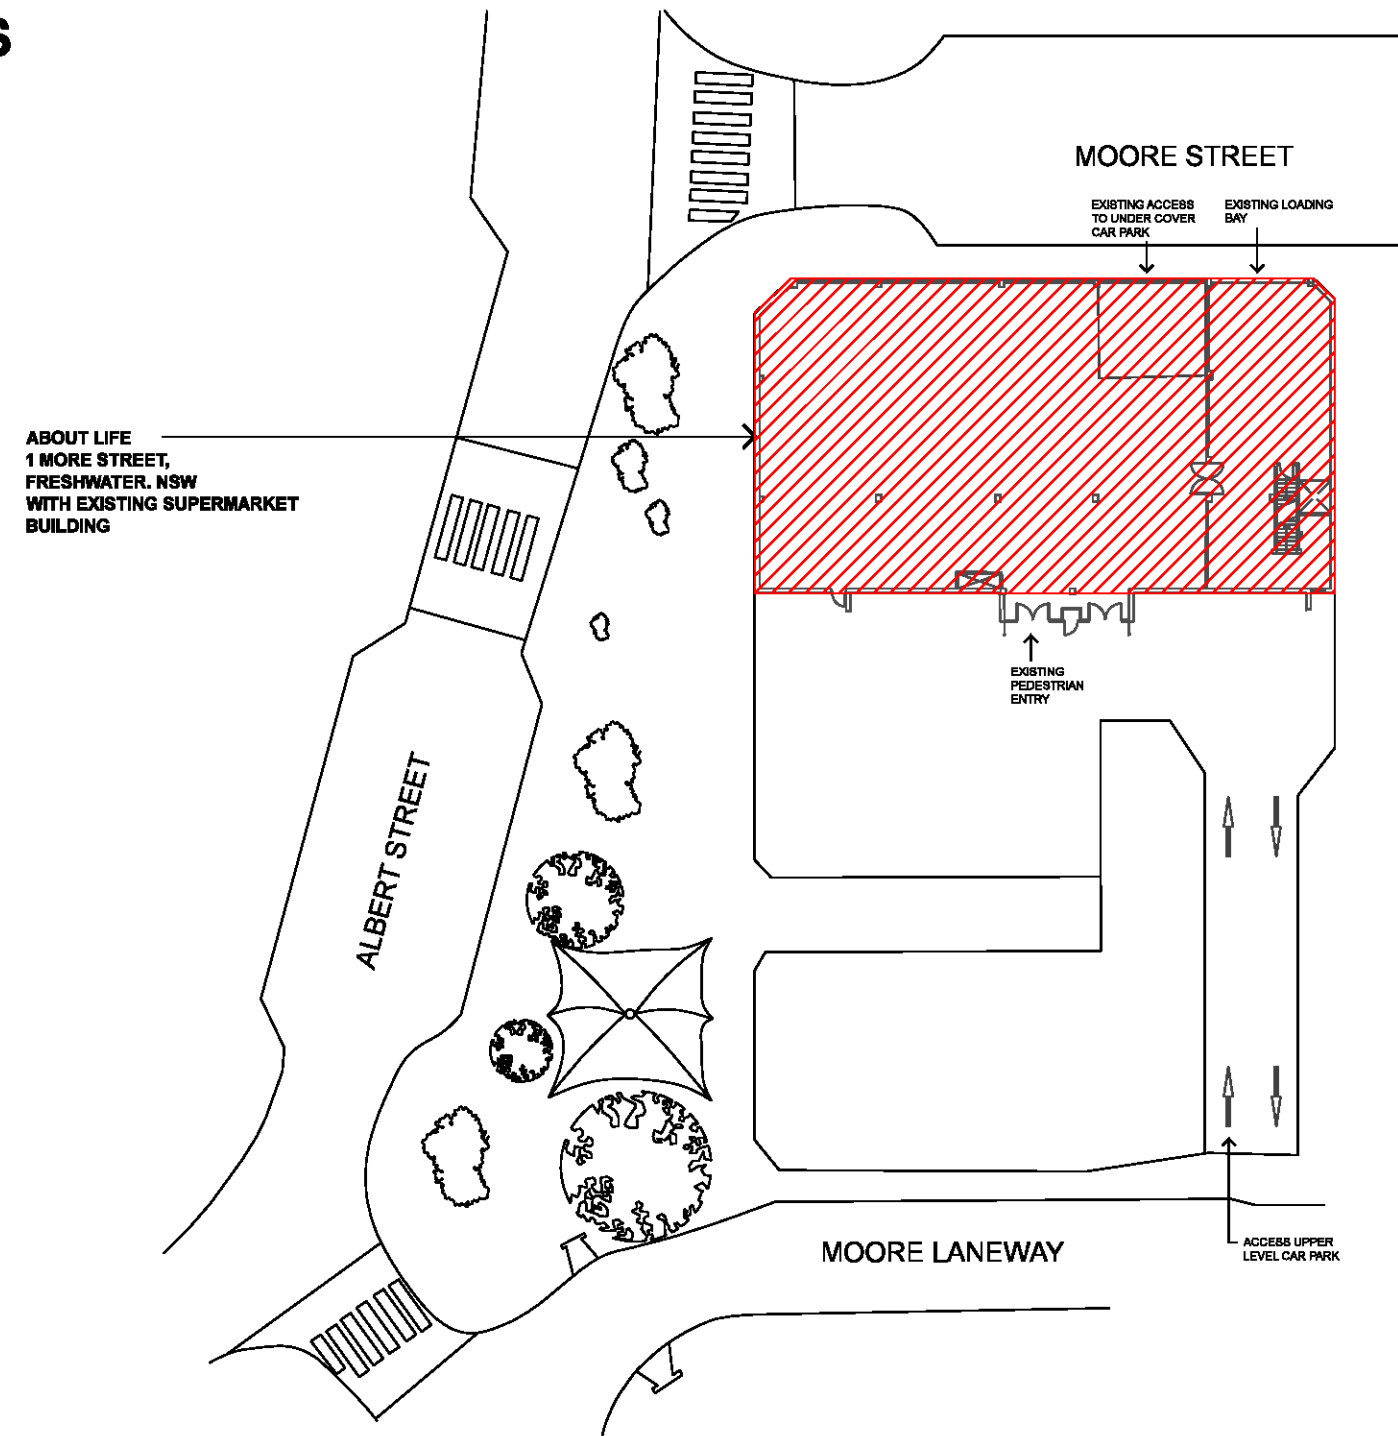 S
MOORE STREET
EXISTING ACCESS
TO UNDER COVER
CAR PARK
EXISTING LOADING
BAY
ABOUT LIFE
1 MORE STREET,
FRESHWATER. NSW
WITH EXISTING SUPERMARKET
BUILDING
EXISTING
PEDESTRIAN
ENTRY
ALBERT STREET
MOORE LANEWAY
ACCESS UPPER
LEVEL CAR PARK